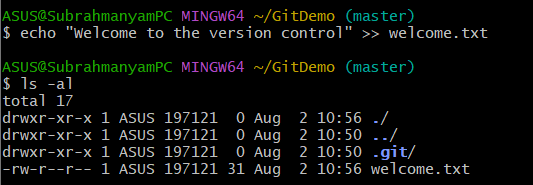 ASUS@SubrahmanyamPC MINGW64 ~/GitDemo (master)
$ echo "Welcome to the version control" >> welcome.txt
ASUS@SubrahmanyamPC MINGW64 ~/GitDemo (master)
$ ls -al
total 17
drwxr-xr-x 1 ASUS 197121  0 Aug  2 10:56 ./
drwxr-xr-x 1 ASUS 197121  0 Aug  2 10:50 ../
drwxr-xr-x 1 ASUS 197121  0 Aug  2 10:50 .git/
-rw-r--r-- 1 ASUS 197121 31 Aug  2 10:56 welcome.txt